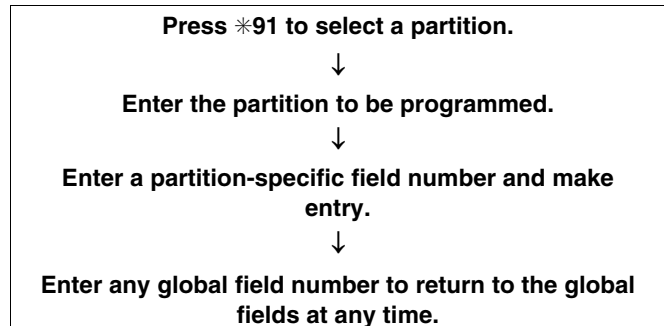 Press ✳91 to select a partition.
↓
Enter the partition to be programmed.
↓
Enter a partition-specific field number and make
entry.
↓
Enter any global field number to return to the global
fields at any time.